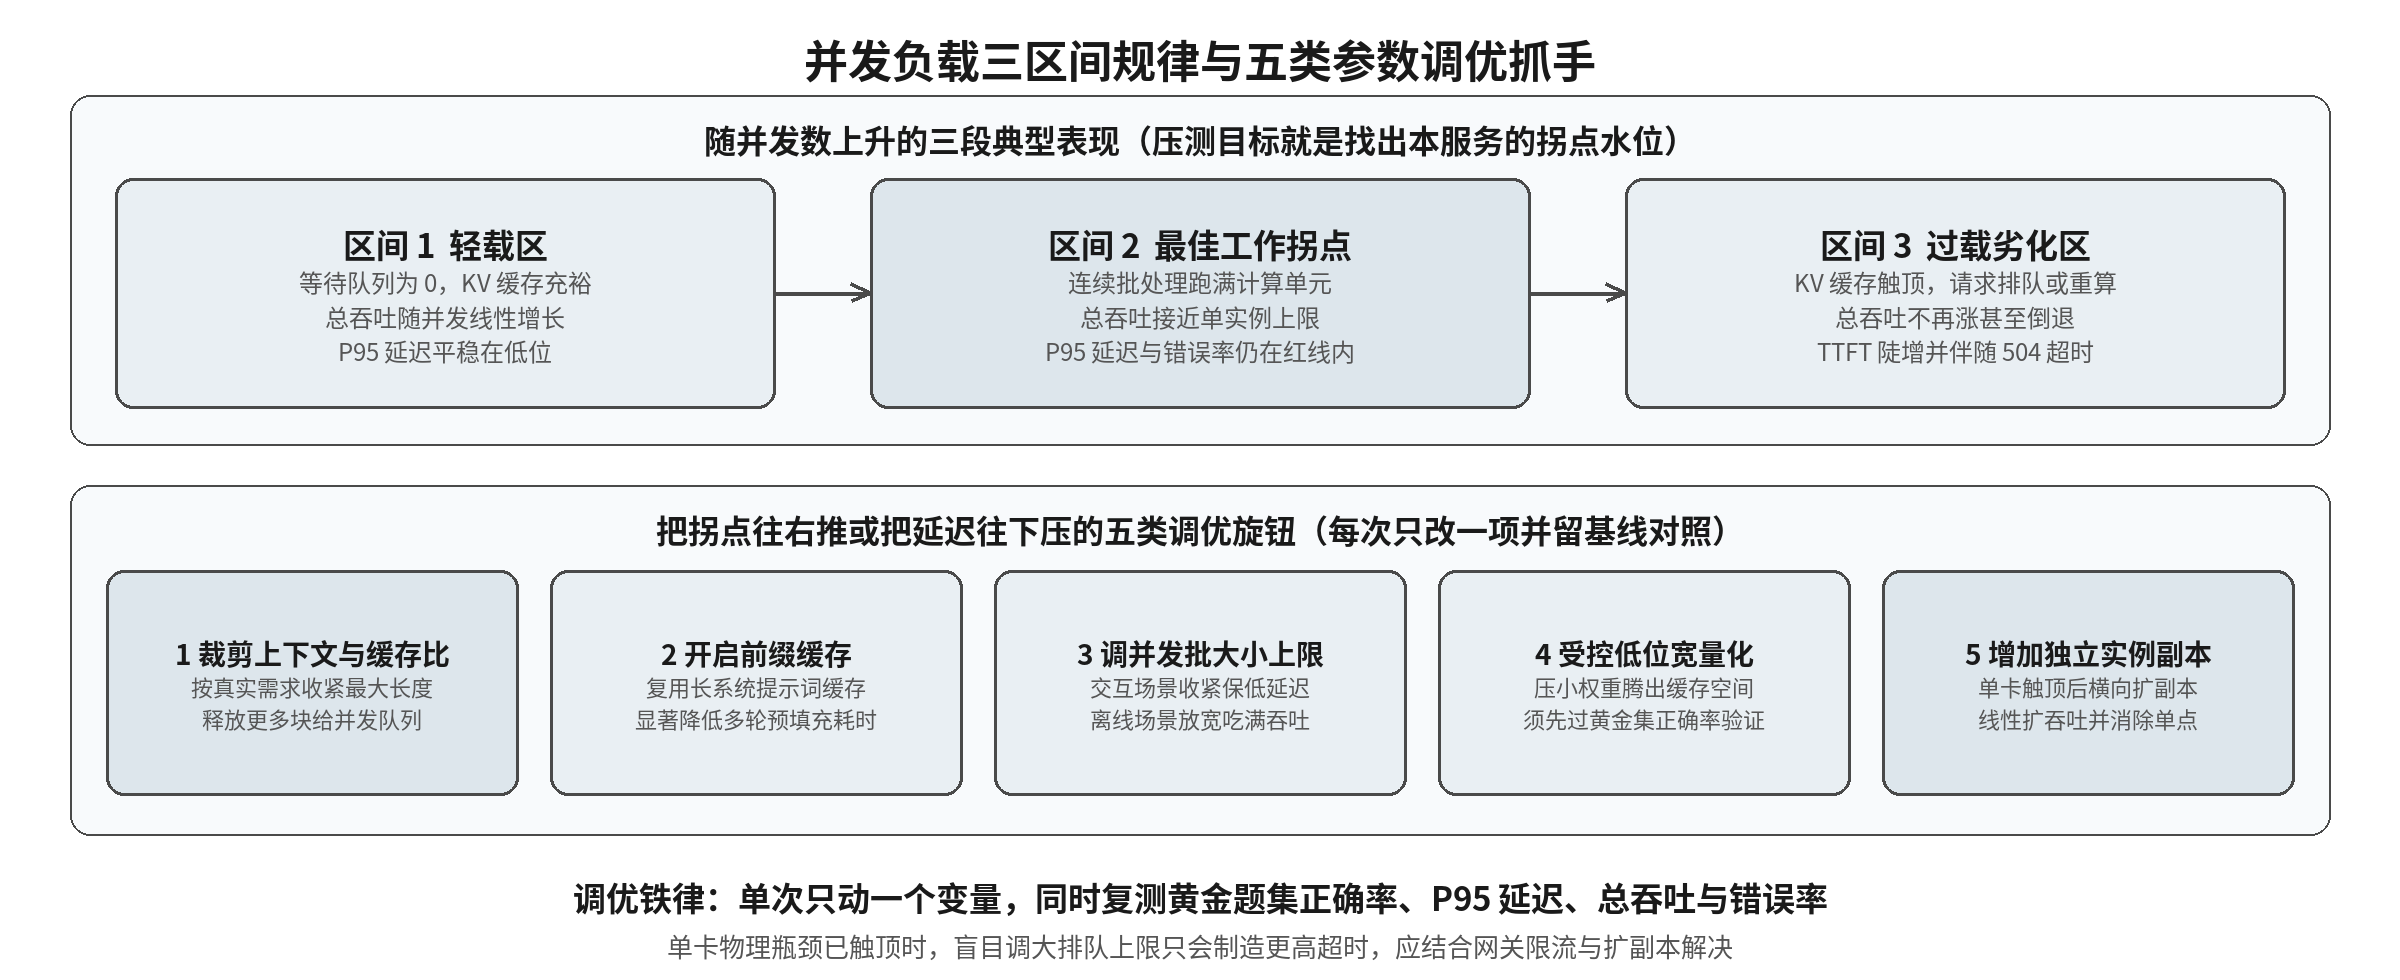 并发负载三区间规律与五类参数调优抓手
随并发数上升的三段典型表现（压测目标就是找出本服务的拐点水位）
区间 1 轻载区
等待队列为 0，KV 缓存充裕
总吞吐随并发线性增长
P95 延迟平稳在低位
区间 2 最佳工作拐点
连续批处理跑满计算单元
总吞吐接近单实例上限
P95 延迟与错误率仍在红线内
区间 3 过载劣化区
KV 缓存触顶，请求排队或重算
总吞吐不再涨甚至倒退
TTFT 陡增并伴随 504 超时
把拐点往右推或把延迟往下压的五类调优旋钮（每次只改一项并留基线对照）
1 裁剪上下文与缓存比
按真实需求收紧最大长度
释放更多块给并发队列
2 开启前缀缓存
复用长系统提示词缓存
显著降低多轮预填充耗时
3 调并发批大小上限
交互场景收紧保低延迟
离线场景放宽吃满吞吐
4 受控低位宽量化
压小权重腾出缓存空间
须先过黄金集正确率验证
5 增加独立实例副本
单卡触顶后横向扩副本
线性扩吞吐并消除单点
调优铁律：单次只动一个变量，同时复测黄金题集正确率、P95 延迟、总吞吐与错误率
单卡物理瓶颈已触顶时，盲目调大排队上限只会制造更高超时，应结合网关限流与扩副本解决